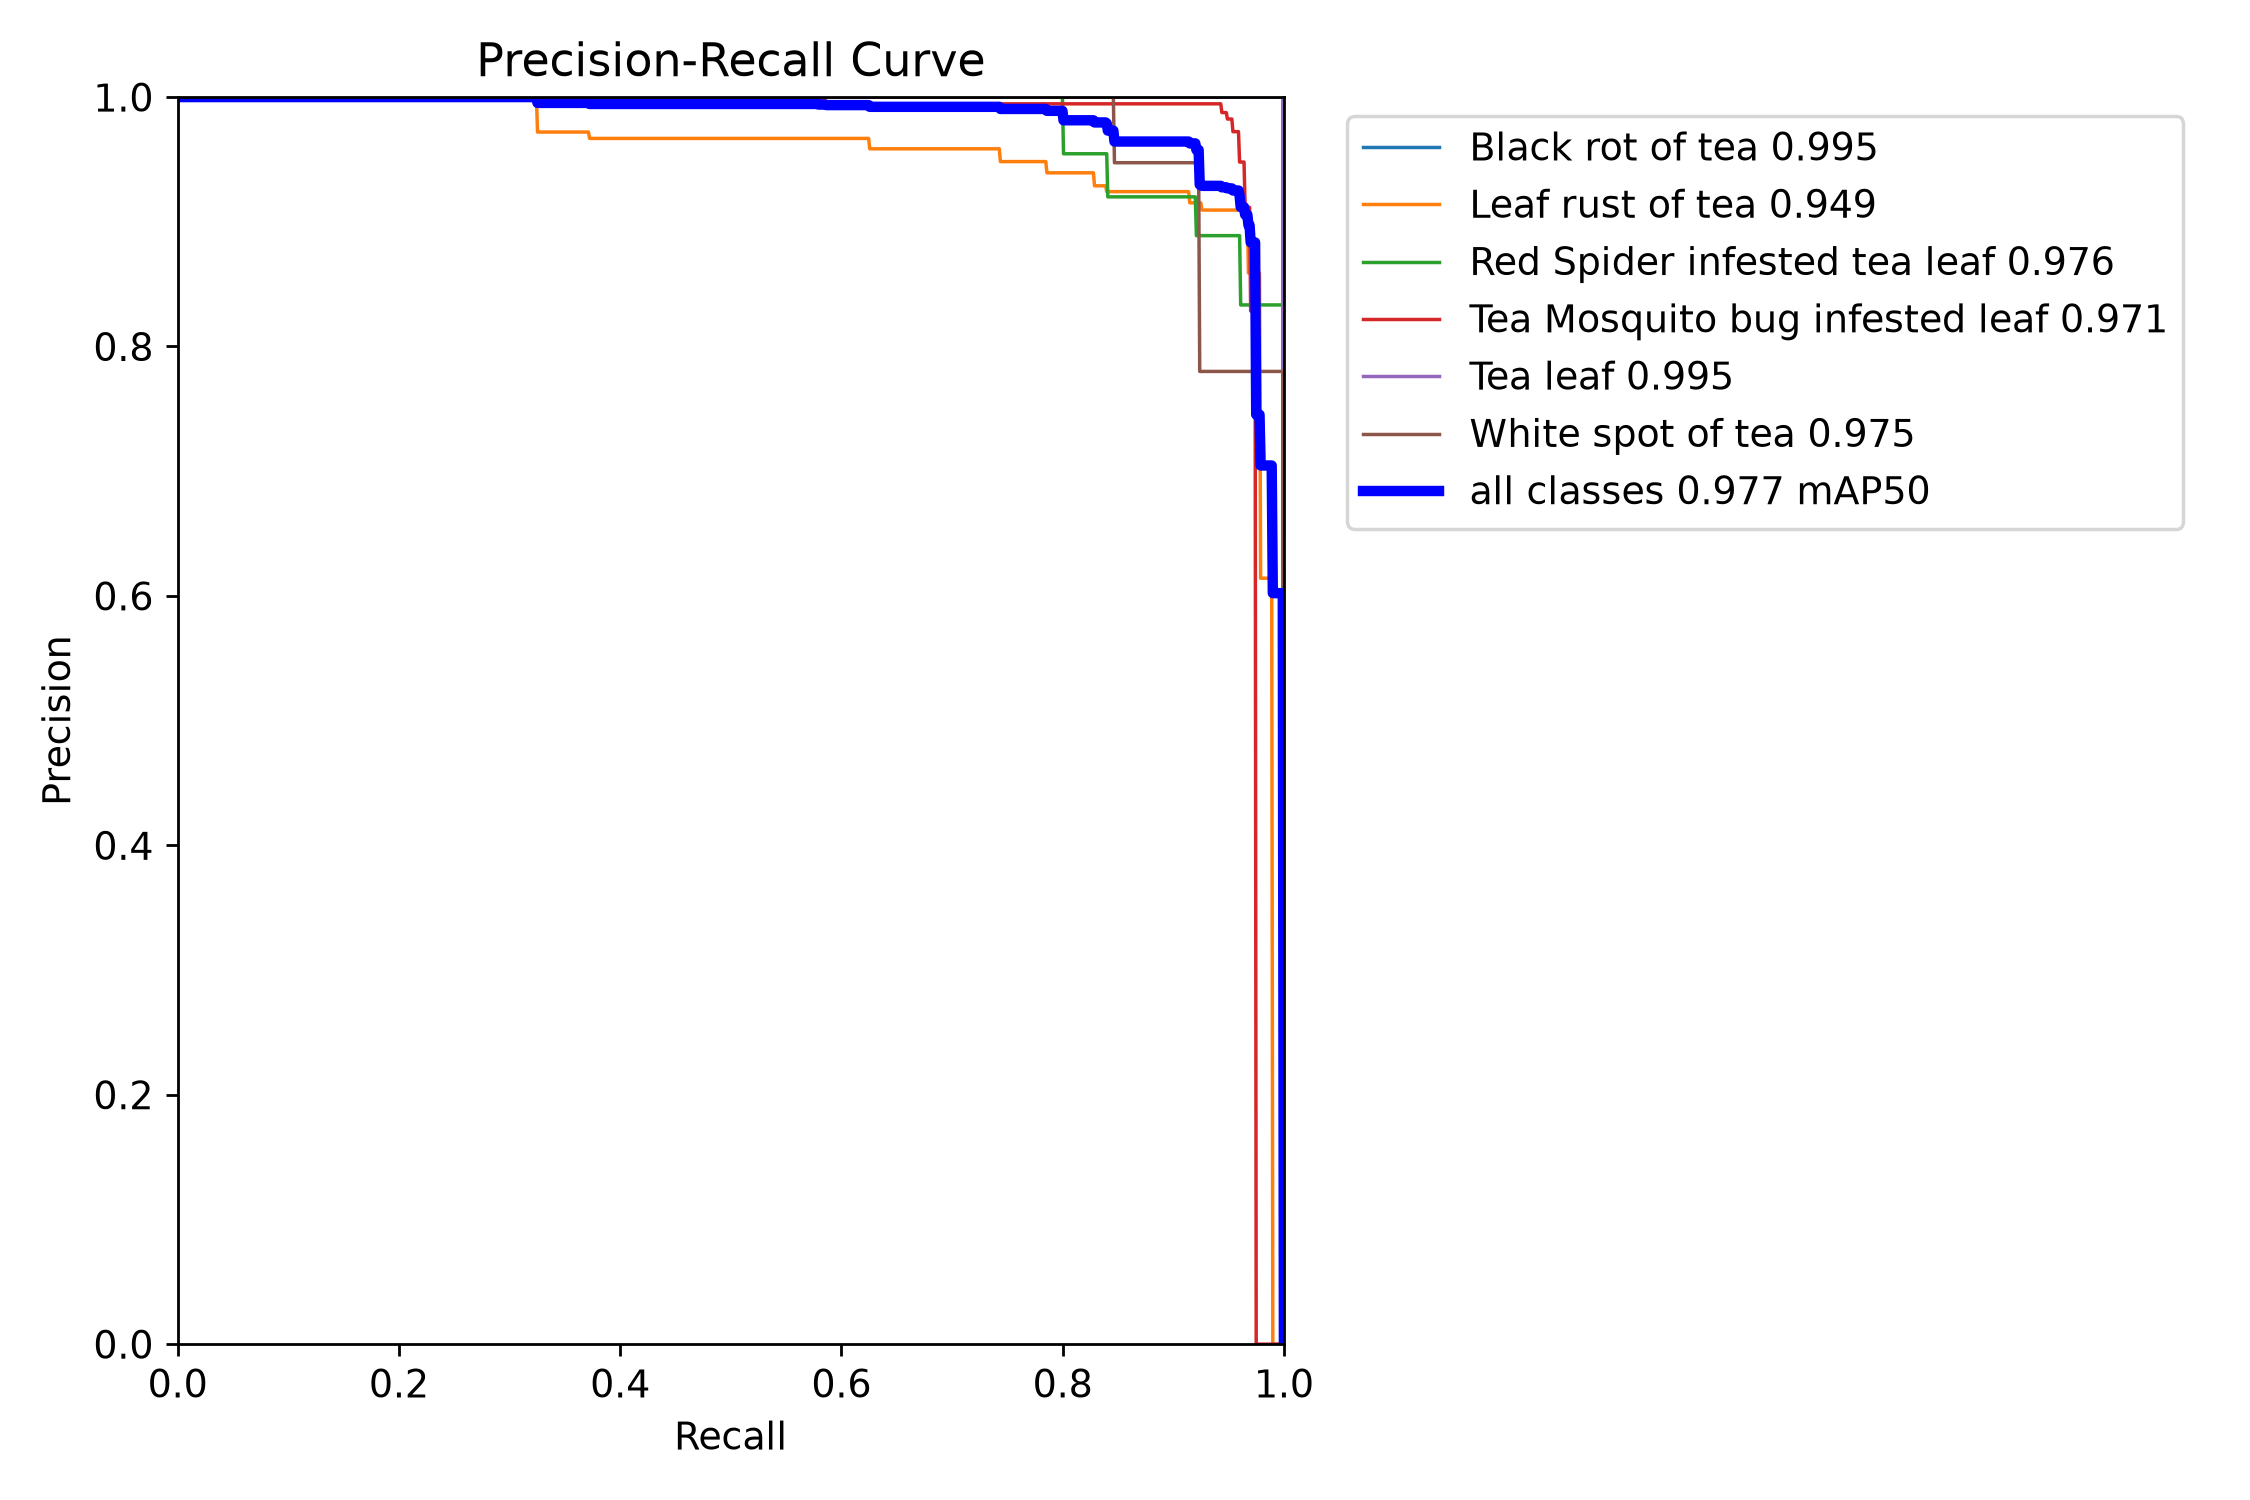 Precision-Recall Curve
1.0
0.8
0.6
0.4
0.2
0.0
Precision
0.0 0.2 0.4 0.6 0.8 1.0
Recall
Black rot of tea 0.995
Leaf rust of tea 0.949
Red Spider infested tea leaf 0.976
Tea Mosquito bug infested leaf 0.971
Tea leaf 0.995
White spot of tea 0.975
all classes 0.977 mAP50